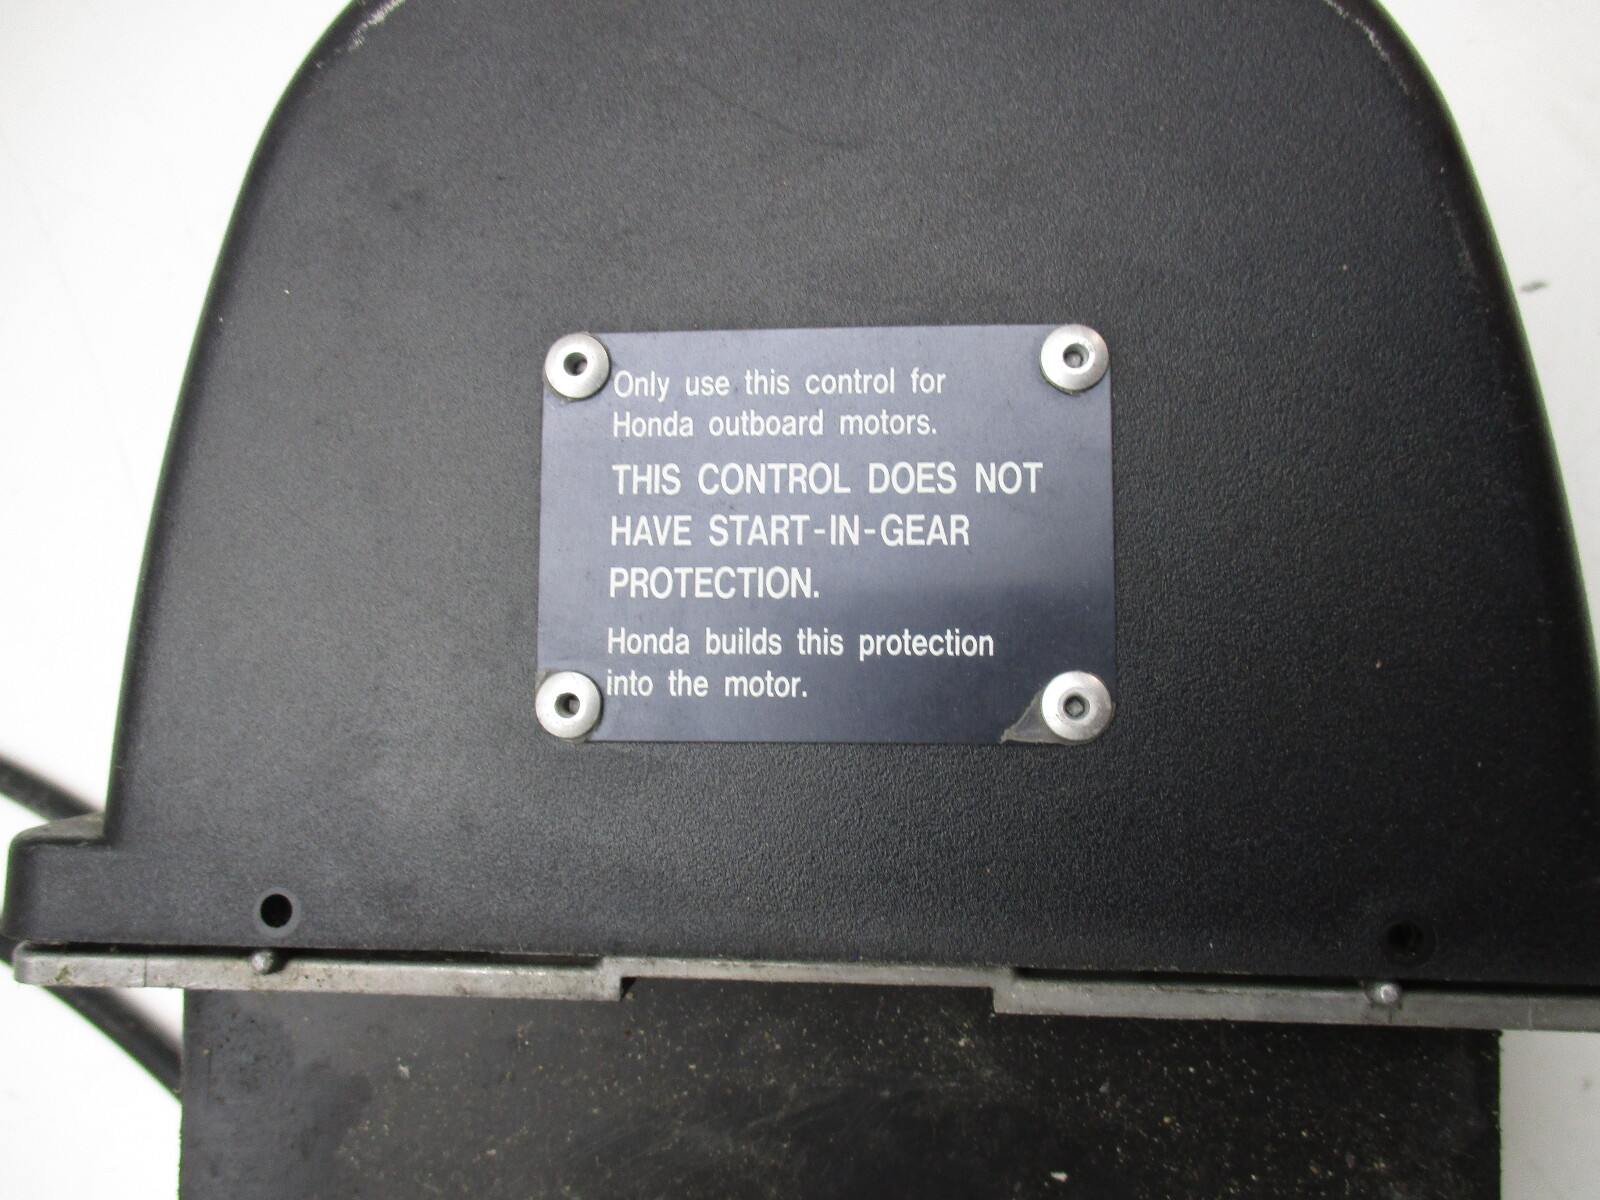 Only use this control for
Honda outboard motors.
THIS CONTROL DOES NOT
HAVE START-IN-GEAR
PROTECTION.
Honda builds this protection
into the motor.